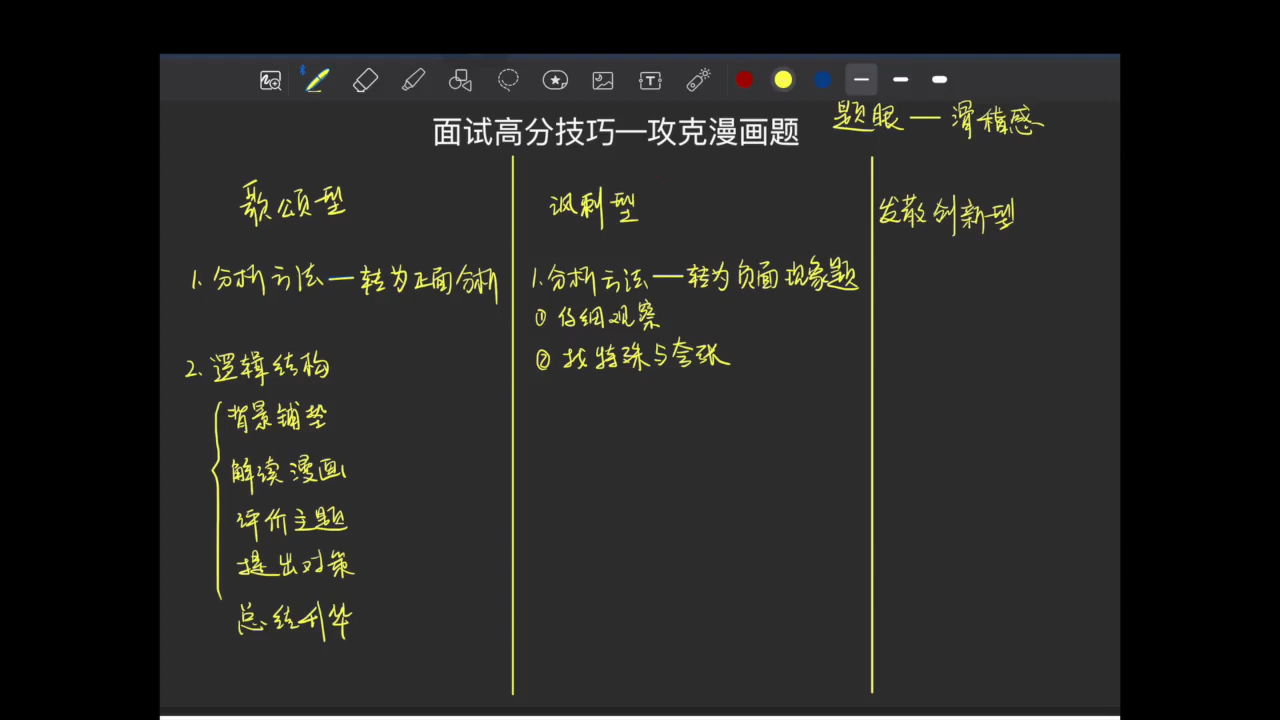 面试高分技巧—攻克漫画题
题眼—滑稽感
歌颂型
1.分析方法—转为正面分析
2.逻辑结构
背景铺垫
解读漫画
评价主题
提出对策
总结升华
讽刺型
1.分析方法—转为负面现象题
① 仔细观察
② 找特殊与夸张
发散创新型